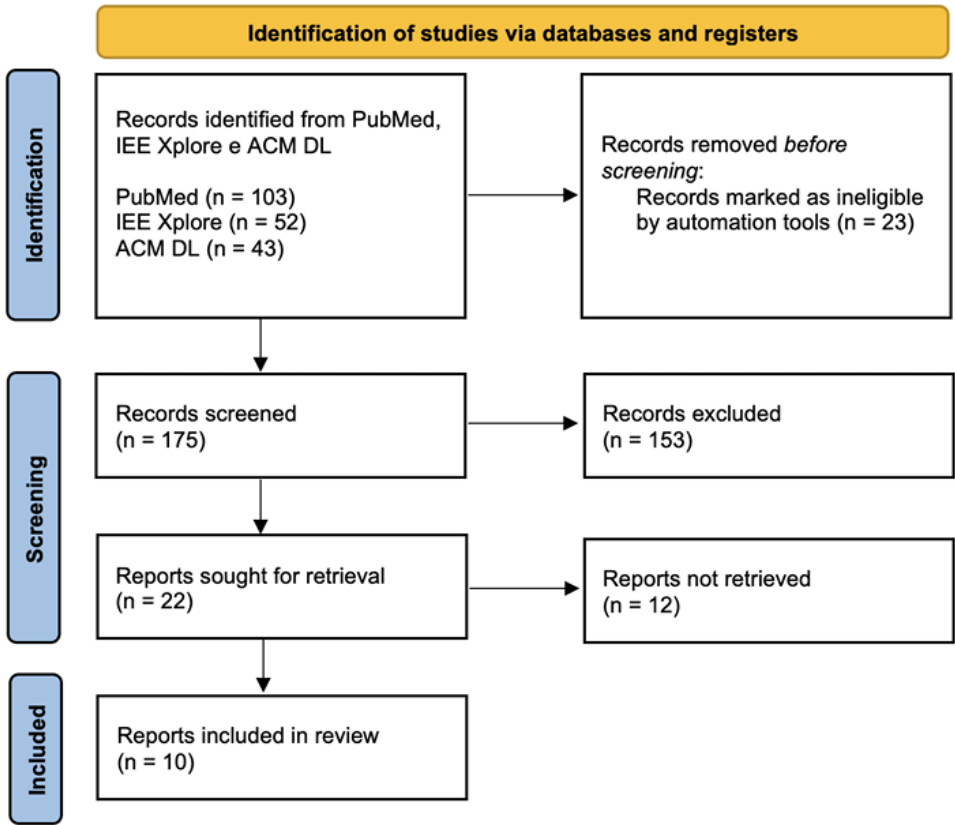 Identification of studies via databases and registers
Identification
Records identified from PubMed,
IEE Xplore e ACM DL
PubMed (n = 103)
IEE Xplore (n = 52)
ACM DL (n = 43)
Records removed before
screening:
Records marked as ineligible
by automation tools (n = 23)
Screening
Records screened
(n = 175)
Records excluded
(n = 153)
Reports sought for retrieval
(n = 22)
Reports not retrieved
(n = 12)
Included
Reports included in review
(n = 10)